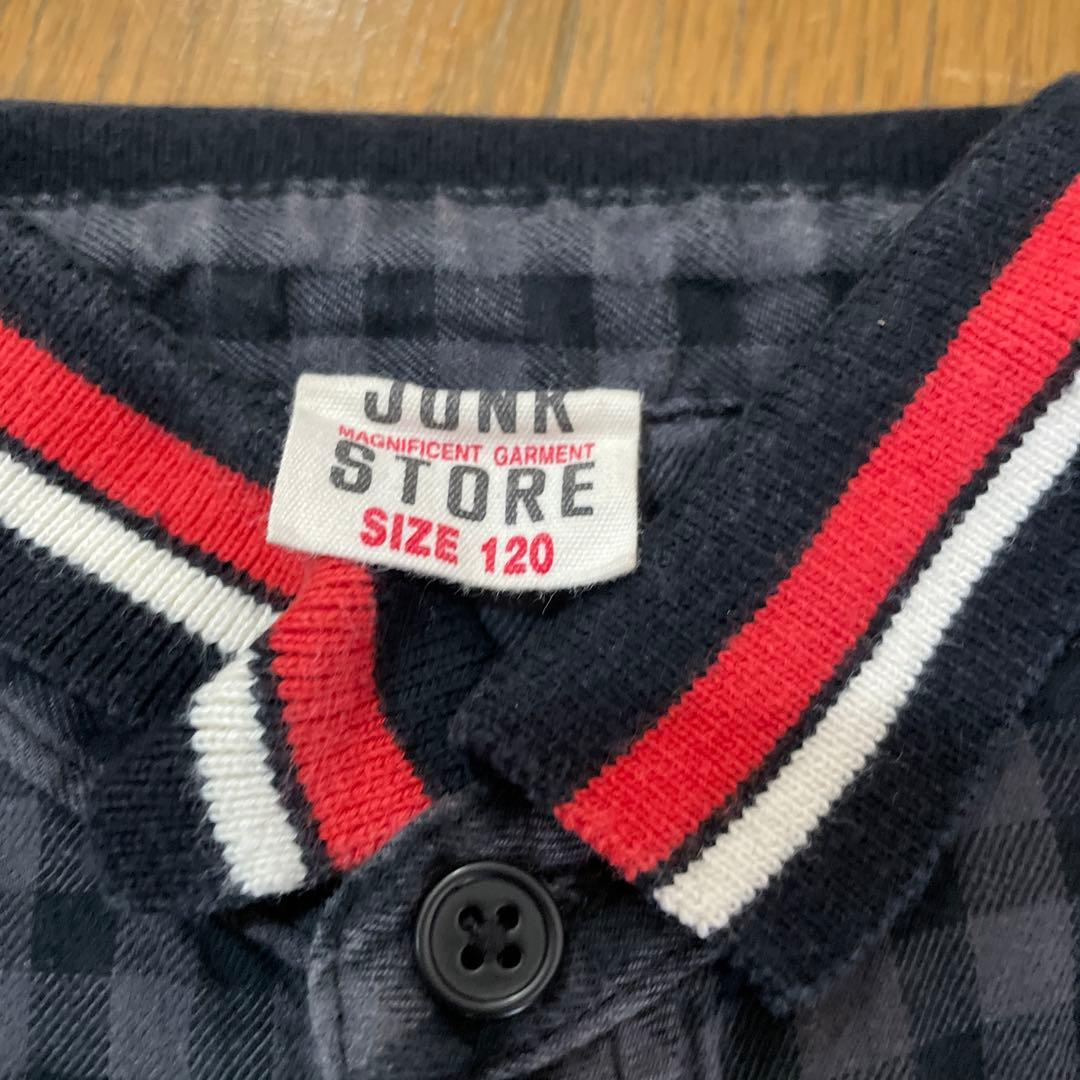 JUNK
MAGNIFICENT GARMENT
STORE
SIZE 120